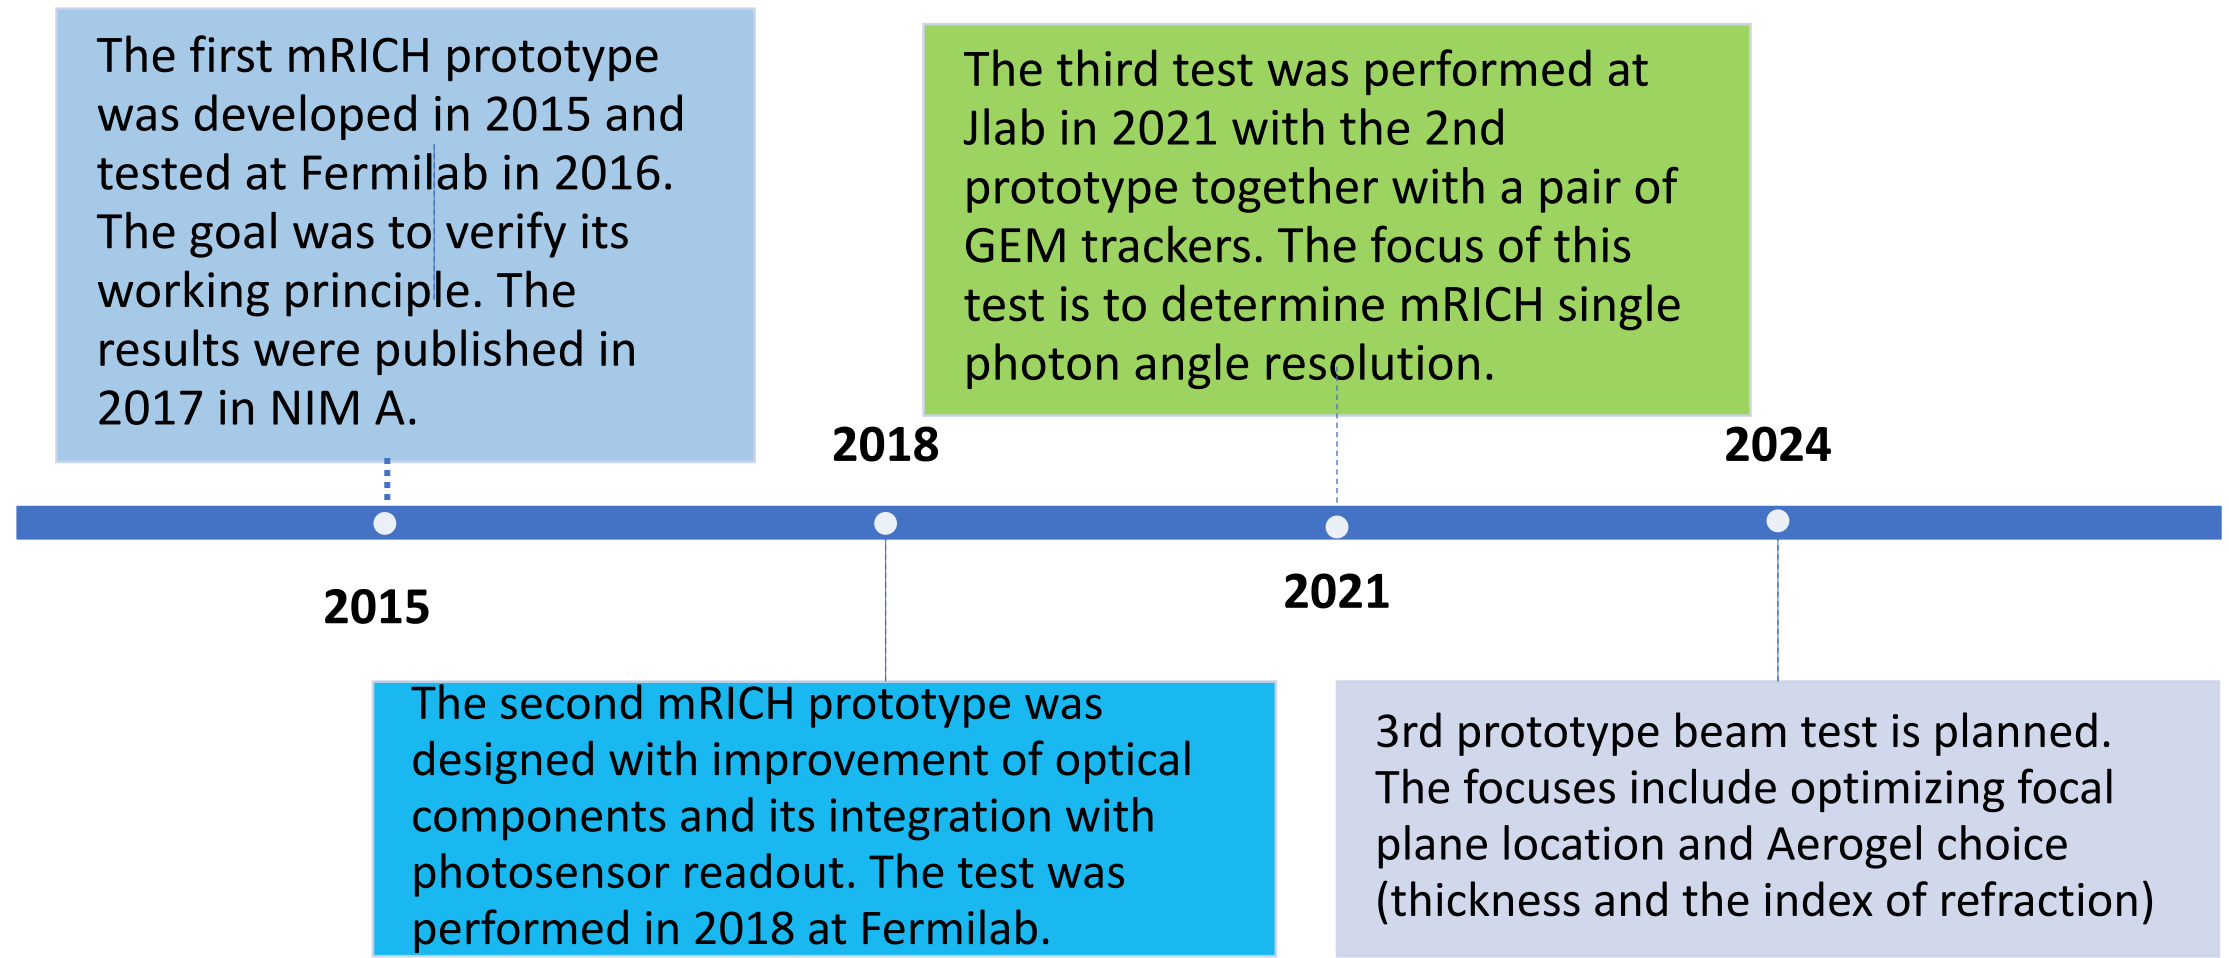 The first mRICH prototype
was developed in 2015 and
tested at Fermilab in 2016.
The goal was to verify its
working principle. The
results were published in
2017 in NIM A.
The third test was performed at
Jlab in 2021 with the 2nd
prototype together with a pair of
GEM trackers. The focus of this
test is to determine mRICH single
photon angle resolution.
2018
2024
2015
2021
The second mRICH prototype was
designed with improvement of optical
components and its integration with
photosensor readout. The test was
performed in 2018 at Fermilab.
3rd prototype beam test is planned.
The focuses include optimizing focal
plane location and Aerogel choice
(thickness and the index of refraction)